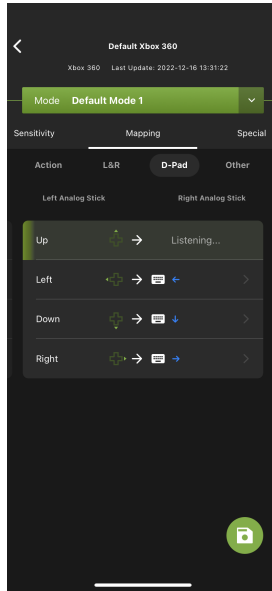 Default Xbox 360
Xbox 360 Last Update: 2022-12-16 13:31:22
Mode Default Mode 1
Sensitivity Mapping Special
Action L&R D-Pad Other
Left Analog Stick Right Analog Stick
Up → Listening...
Left → ←
Down → ↓
Right → →